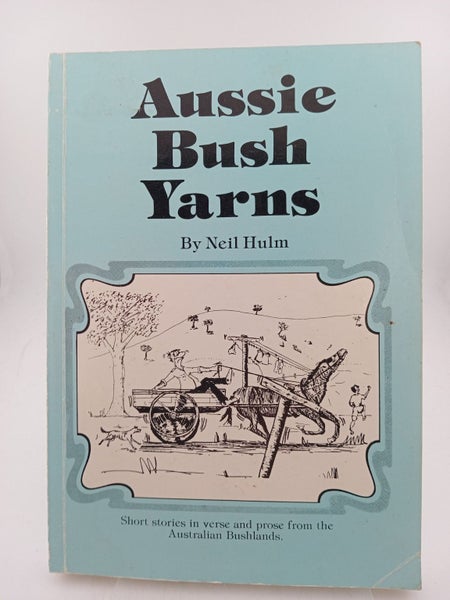 Aussie
Bush
Yarns
By Neil Hulm
Short stories in verse and prose from the
Australian Bushlands.